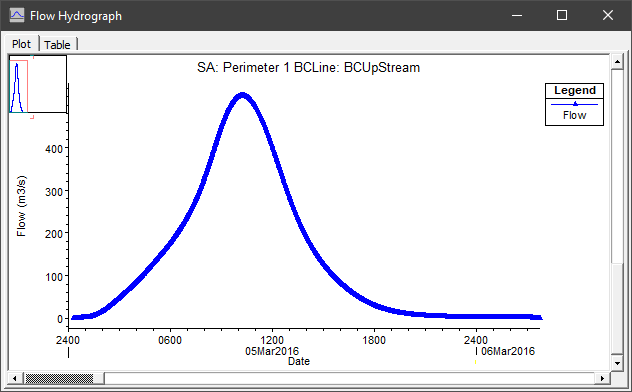 Flow Hydrograph
Plot Table
SA: Perimeter 1 BCLine: BCUpStream
Legend
Flow
Flow (m3/s)
400
300
200
100
0
2400 0600 1200 1800 2400
05Mar2016 06Mar2016
Date